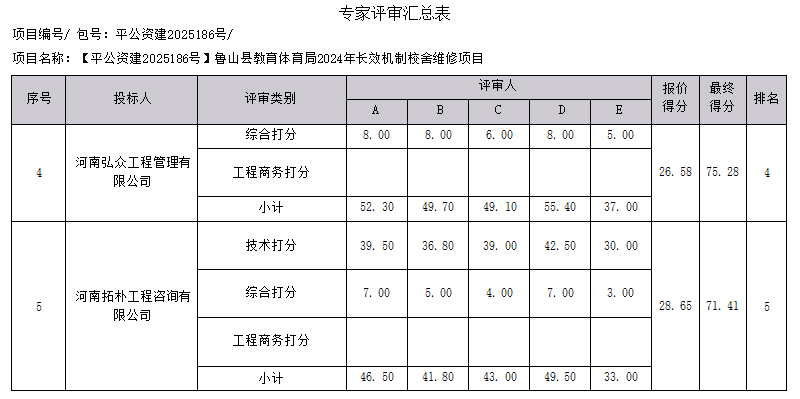 专家评审汇总表
项目编号/ 包号：平公资建2025186号/
项目名称：【平公资建2025186号】鲁山县教育体育局2024年长效机制校舍维修项目
序号 投标人 评审类别 评审人 报价得分 最终得分 排名
A B C D E
综合打分 8.00 8.00 6.00 8.00 5.00
4 河南弘众工程管理有限公司 工程商务打分 26.58 75.28 4
小计 52.30 49.70 49.10 55.40 37.00
技术打分 39.50 36.80 39.00 42.50 30.00
5 河南拓朴工程咨询有限公司 综合打分 7.00 5.00 4.00 7.00 3.00 28.65 71.41 5
工程商务打分
小计 46.50 41.80 43.00 49.50 33.00